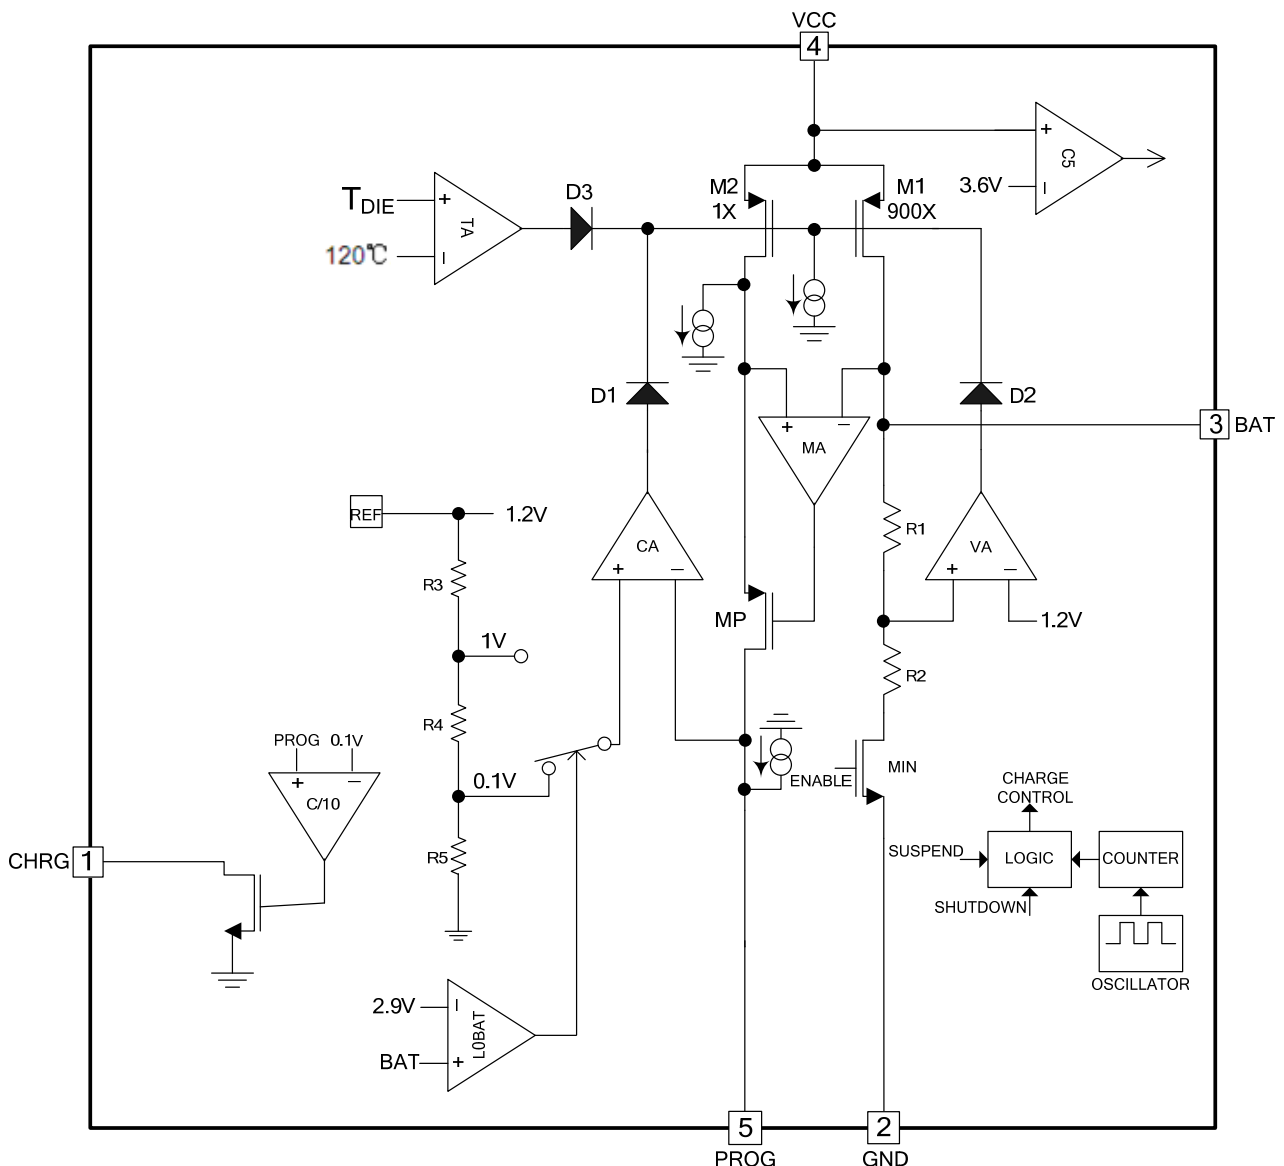 VCC
4
+
C5
3.6V
−
M2
1X
M1
900X
D3
TDIE
+
TA
120℃
−
D1
D2
3
BAT
+
−
MA
REF
1.2V
R1
CA
+
−
VA
+
−
R3
MP
1.2V
1V
R2
R4
PROG
0.1V
+
−
C/10
0.1V
ENABLE
MIN
CHARGE
CONTROL
CHRG
1
R5
SUSPEND
LOGIC
COUNTER
SHUTDOWN
OSCILLATOR
2.9V
−
L0BAT
BAT
+
5
PROG
2
GND